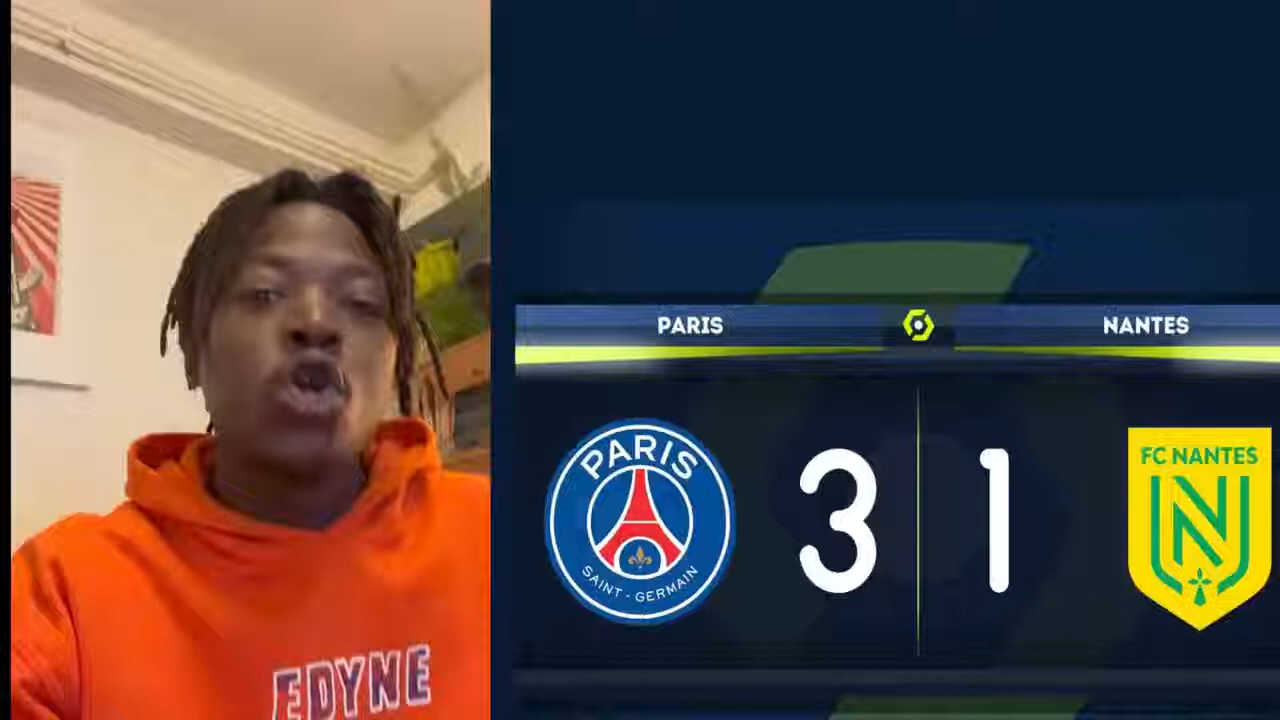 PARIS
NANTES
PARIS
SAINT-GERMAIN
3
1
FC NANTES
N
EDYNE